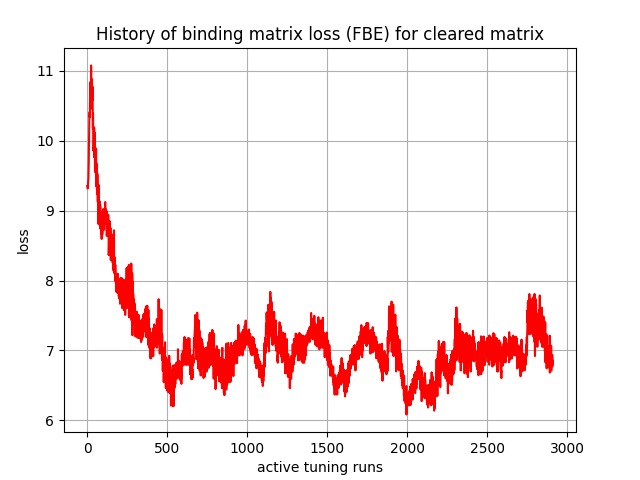 History of binding matrix loss (FBE) for cleared matrix
11
10
9
8
7
6
loss
0 500 1000 1500 2000 2500 3000
active tuning runs